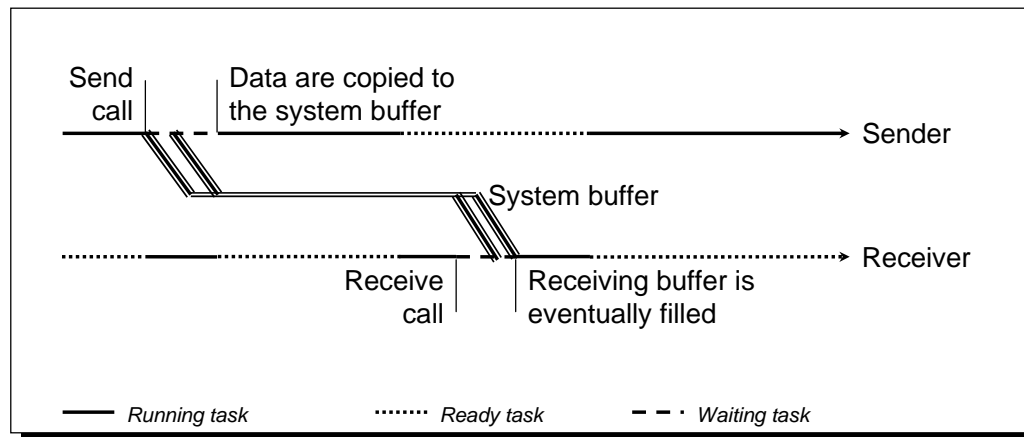 Send
call
Data are copied to
the system buffer
Sender
System buffer
Receiver
Receive
call
Receiving buffer is
eventually filled
Running task
Ready task
Waiting task